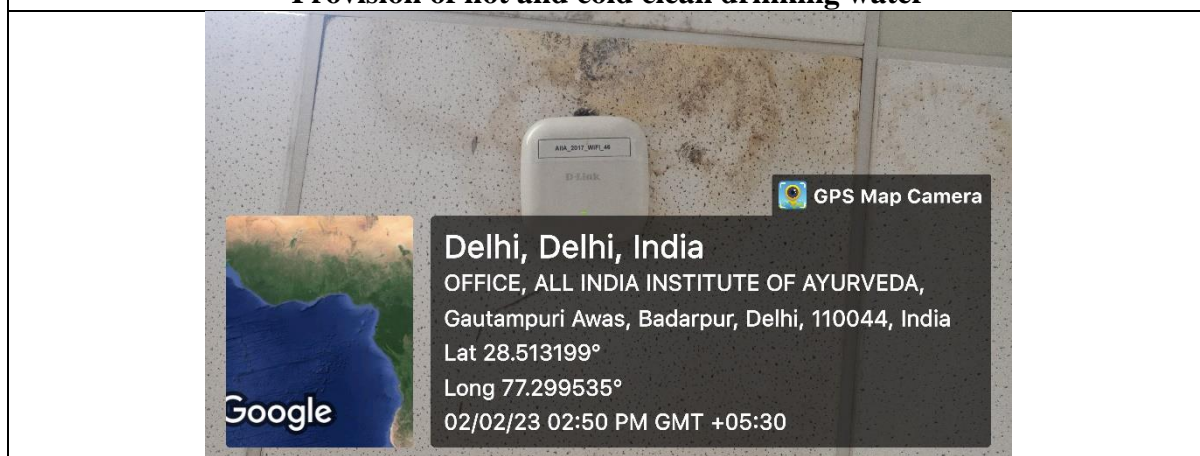 Provision of hot and cold clean drinking water
AIIA_2017_WIFI_46
D-Link
GPS Map Camera
Delhi, Delhi, India
OFFICE, ALL INDIA INSTITUTE OF AYURVEDA,
Gautampuri Awas, Badarpur, Delhi, 110044, India
Lat 28.513199°
Long 77.299535°
02/02/23 02:50 PM GMT +05:30
Google